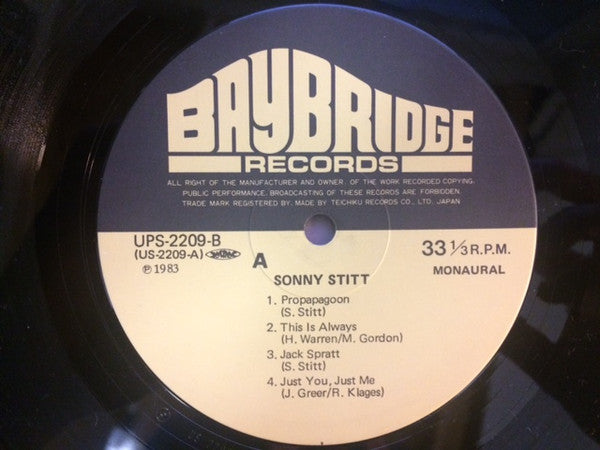 BAYBRIDGE
RECORDS
ALL RIGHT OF THE MANUFACTURER AND OWNER. OF THE WORK RECORDED COPYING,
PUBLIC PERFORMANCE. BROADCASTING OF THESE RECORDS ARE FORBIDDEN.
TRADE MARK REGISTERED BY. MADE BY TEICHIKU RECORDS CO., LTD. JAPAN
UPS-2209-B
(US-2209-A)
℗1983
A
33 1/3 R.P.M.
MONAURAL
SONNY STITT
1. Propapagoon
(S. Stitt)
2. This Is Always
(H. Warren/M. Gordon)
3. Jack Spratt
(S. Stitt)
4. Just You, Just Me
(J. Greer/R. Klages)